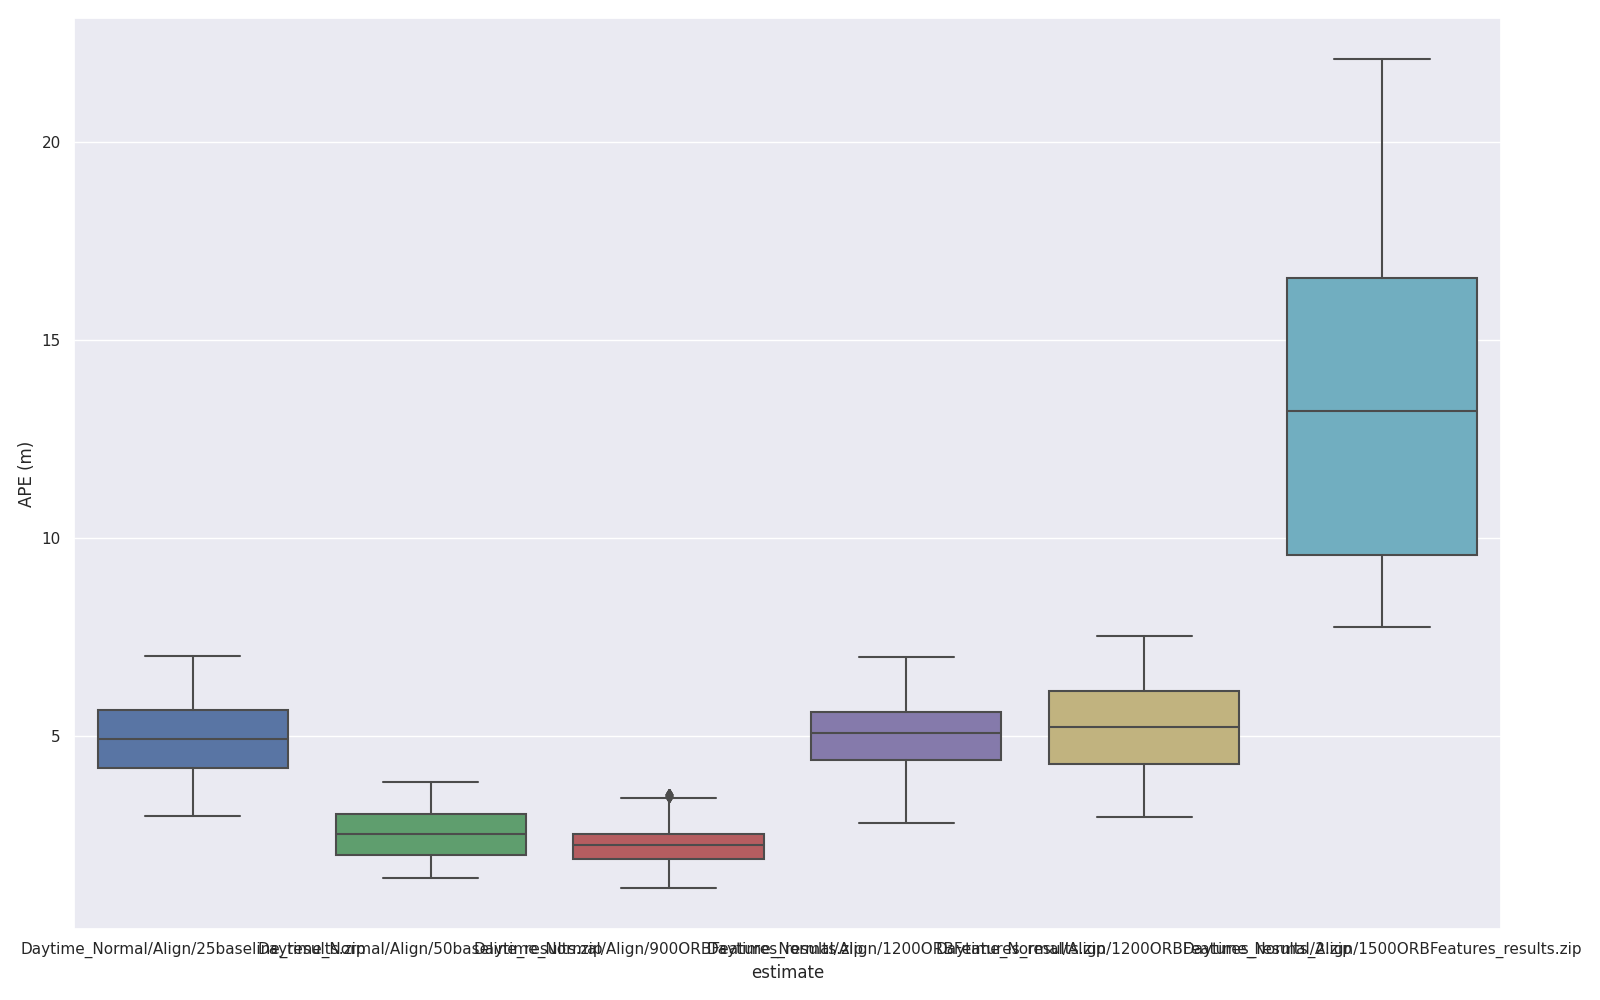 20
15
10
5
APE (m)
Daytime_Normal/Align/25baseline_results.zip
Daytime_Normal/Align/50baseline_results.zip
Daytime_Normal/Align/900ORBFeatures_results.zip
Daytime_Normal/Align/1200ORBFeatures_results.zip
Daytime_Normal/Align/1200ORBFeatures_results_2.zip
Daytime_Normal/Align/1500ORBFeatures_results.zip
estimate